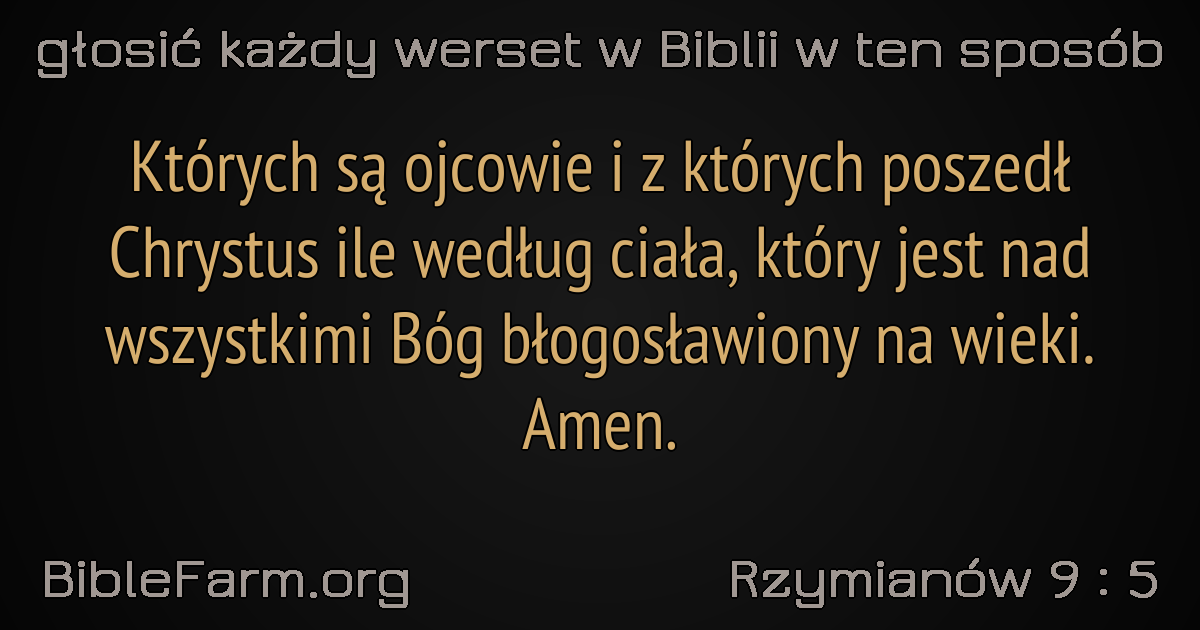 głosić każdy werset w Biblii w ten sposób
Których są ojcowie i z których poszedł
Chrystus ile według ciała, który jest nad
wszystkimi Bóg błogosławiony na wieki.
Amen.
BibleFarm.org
Rzymianów 9 : 5